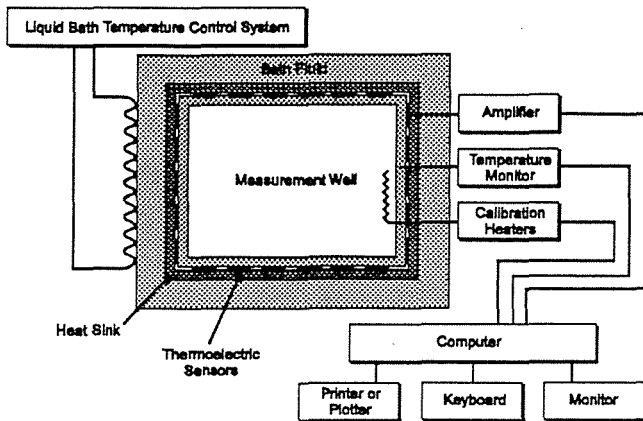 Liquid Bath Temperature Control System
Bath Fluid
Amplifier
Measurement Well
Temperature
Monitor
Calibration
Heaters
Heat Sink
Thermoelectric
Sensors
Computer
Printer or
Plotter
Keyboard
Monitor